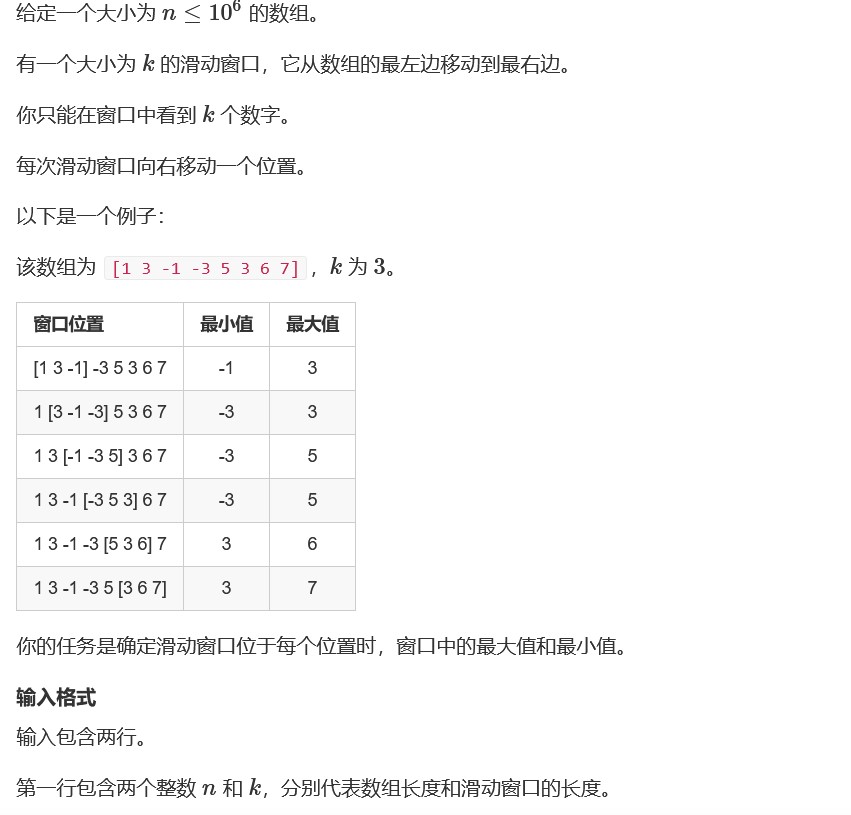 给定一个大小为 n ≤ 10⁶ 的数组。
有一个大小为 k 的滑动窗口，它从数组的最左边移动到最右边。
你只能在窗口中看到 k 个数字。
每次滑动窗口向右移动一个位置。
以下是一个例子：
该数组为 [1 3 -1 -3 5 3 6 7]，k 为 3。
窗口位置 最小值 最大值
[1 3 -1] -3 5 3 6 7 -1 3
1 [3 -1 -3] 5 3 6 7 -3 3
1 3 [-1 -3 5] 3 6 7 -3 5
1 3 -1 [-3 5 3] 6 7 -3 5
1 3 -1 -3 [5 3 6] 7 3 6
1 3 -1 -3 5 [3 6 7] 3 7
你的任务是确定滑动窗口位于每个位置时，窗口中的最大值和最小值。
输入格式
输入包含两行。
第一行包含两个整数 n 和 k，分别代表数组长度和滑动窗口的长度。